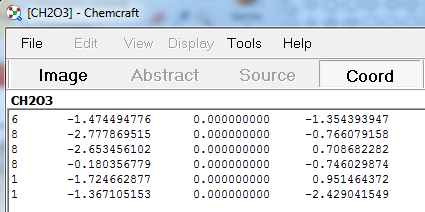 [CH2O3] - Chemcraft
File Edit View Display Tools Help
Image Abstract Source Coord
CH2O3
6 -1.474494776 0.000000000 -1.354393947
8 -2.777869515 0.000000000 -0.766079158
8 -2.653456102 0.000000000 0.708682282
8 -0.180356779 0.000000000 -0.746029874
1 -1.724662877 0.000000000 0.951464372
1 -1.367105153 0.000000000 -2.429041549